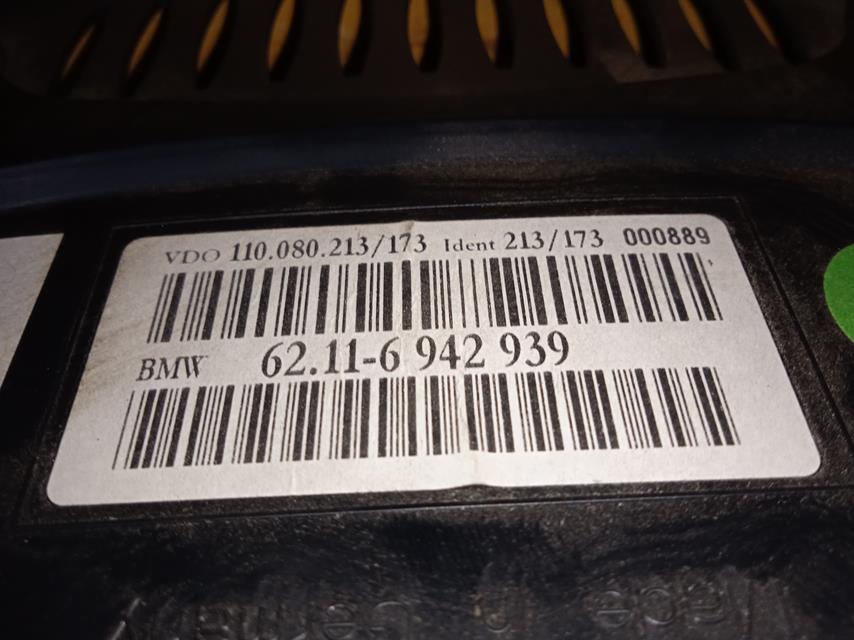 VDO 110.080.213/173 Ident 213/173 000889
BMW 62.11-6 942 939